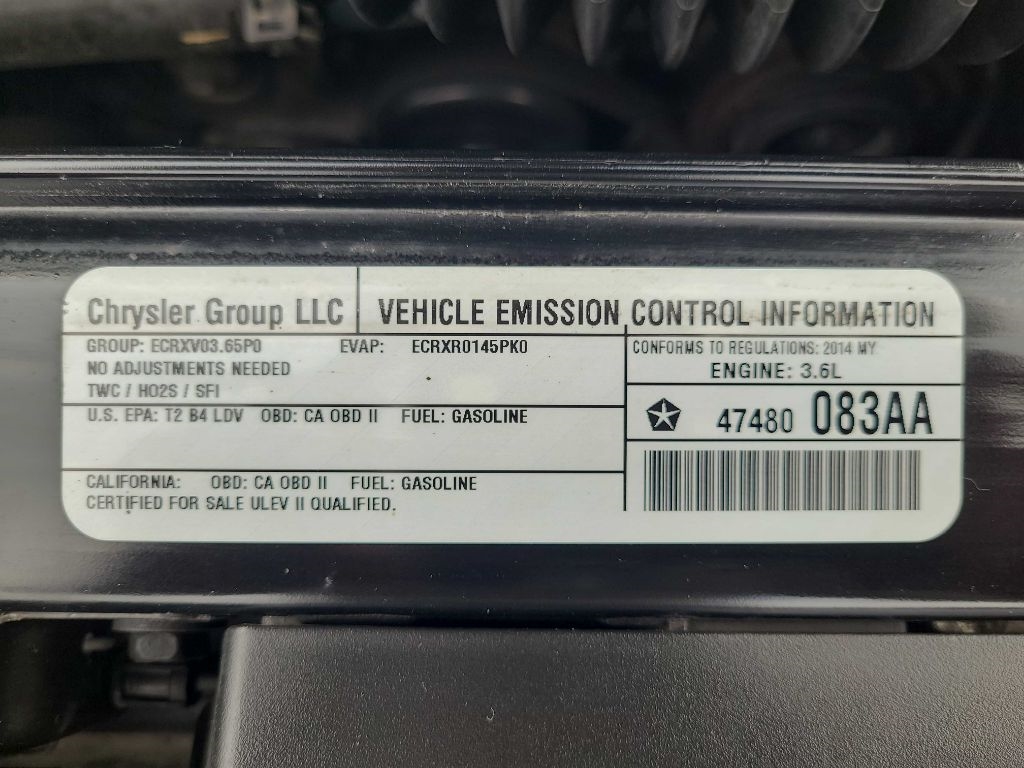 Chrysler Group LLC VEHICLE EMISSION CONTROL INFORMATION
GROUP: ECRXV03.65P0 EVAP: ECRXR0145PK0
NO ADJUSTMENTS NEEDED
TWC / HO2S / SFI
CONFORMS TO REGULATIONS: 2014 MY
ENGINE: 3.6L
U.S. EPA: T2 B4 LDV OBD: CA OBD II FUEL: GASOLINE
47480 083AA
CALIFORNIA: OBD: CA OBD II FUEL: GASOLINE
CERTIFIED FOR SALE ULEV II QUALIFIED.